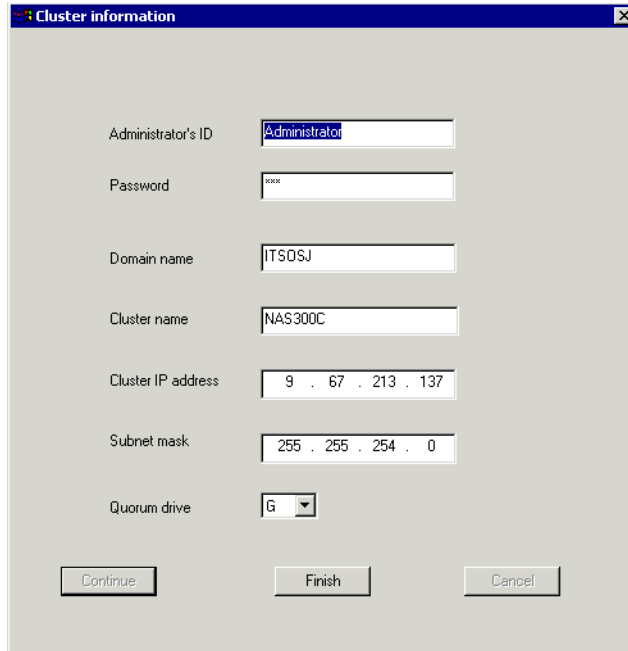 Cluster information
Administrator's ID Administrator
Password ***
Domain name ITSOSJ
Cluster name NAS300C
Cluster IP address 9 . 67 . 213 . 137
Subnet mask 255 . 255 . 254 . 0
Quorum drive G
Continue Finish Cancel